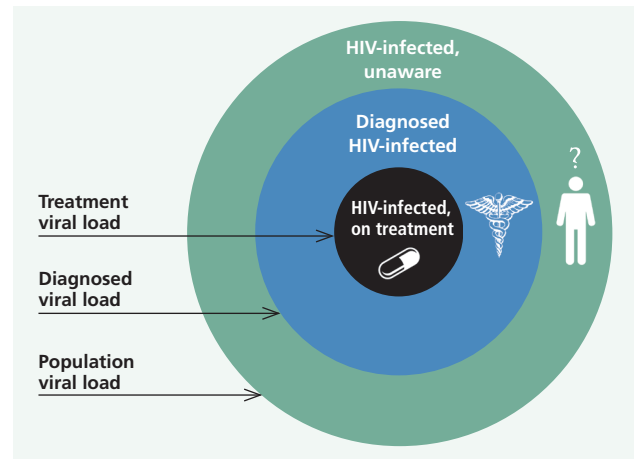 HIV-infected,
unaware
Diagnosed
HIV-infected
?
HIV-infected,
on treatment
Treatment
viral load
Diagnosed
viral load
Population
viral load